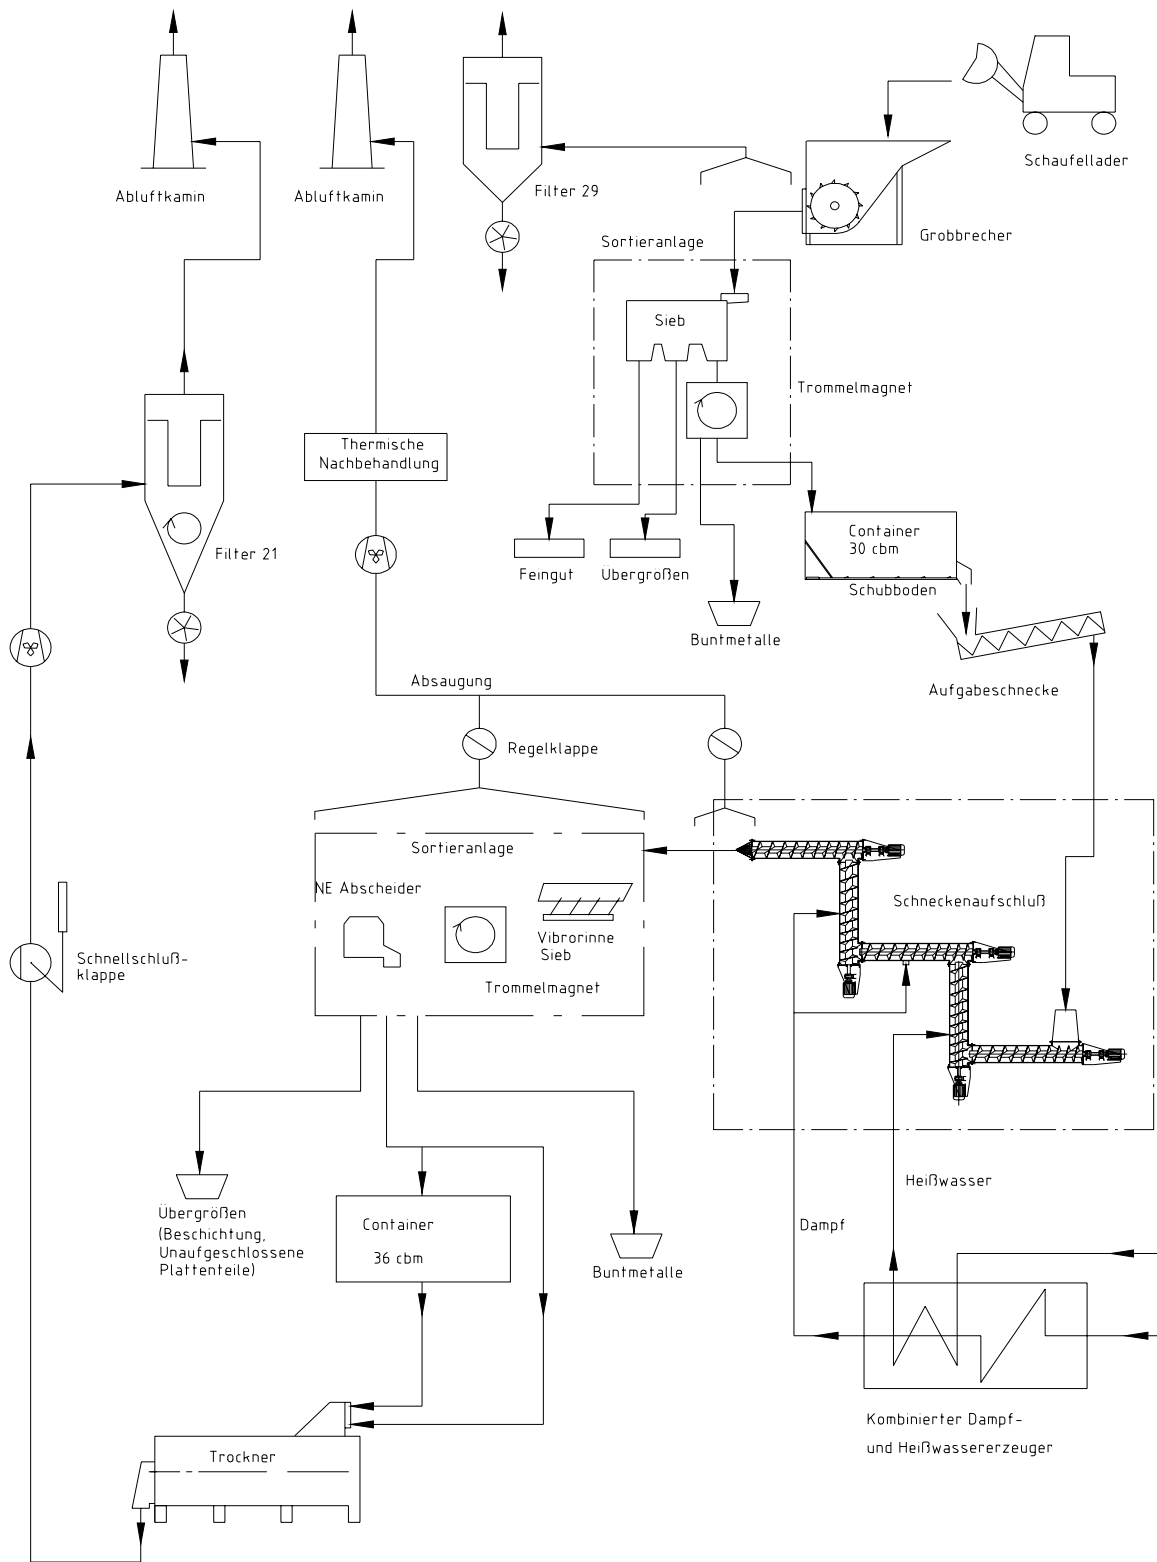 Schaufellader
Abluftkamin
Abluftkamin
Filter 29
Grobbrecher
Sortieranlage
Sieb
Trommelmagnet
Thermische
Nachbehandlung
Filter 21
Container
30 cbm
Feingut
Übergrößen
Schubboden
Buntmetalle
Absaugung
Aufgabeschnecke
Regelklappe
Sortieranlage
NE Abscheider
Schneckenaufschluß
Vibrorinne
Sieb
Schnellschluß-
klappe
Trommelmagnet
Heißwasser
Übergrößen
(Beschichtung,
Unaufgeschlossene
Plattenteile)
Container
36 cbm
Dampf
Buntmetalle
Kombinierter Dampf-
und Heißwassererzeuger
Trockner